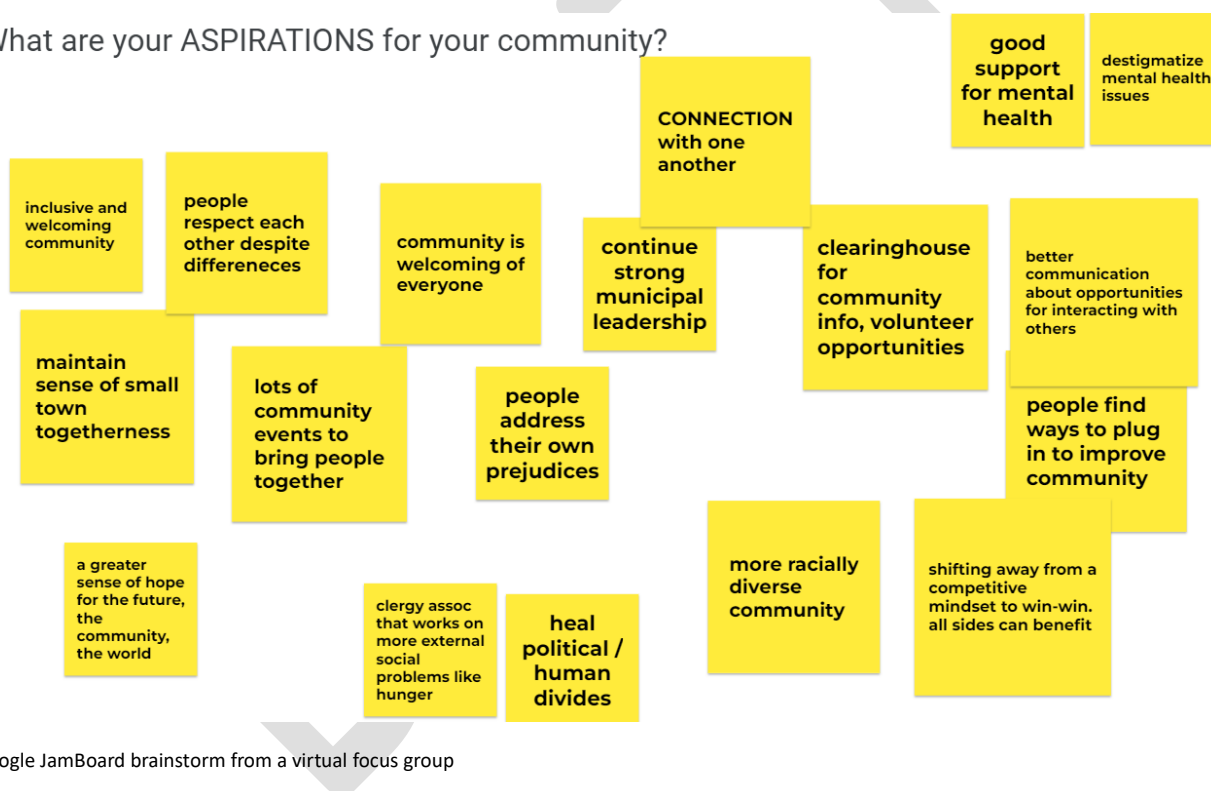 What are your ASPIRATIONS for your community?
good
support
for mental
health
destigmatize
mental health
issues
CONNECTION
with one
another
inclusive and
welcoming
community
people
respect each
other despite
differeneces
community is
welcoming of
everyone
continue
strong
municipal
leadership
clearinghouse
for
community
info, volunteer
opportunities
better
communication
about opportunities
for interacting with
others
maintain
sense of small
town
togetherness
lots of
community
events to
bring people
together
people
address
their own
prejudices
people find
ways to plug
in to improve
community
a greater
sense of hope
for the future,
the
community,
the world
clergy assoc
that works on
more external
social
problems like
hunger
heal
political /
human
divides
more racially
diverse
community
shifting away from a
competitive
mindset to win-win.
all sides can benefit
ogle JamBoard brainstorm from a virtual focus group